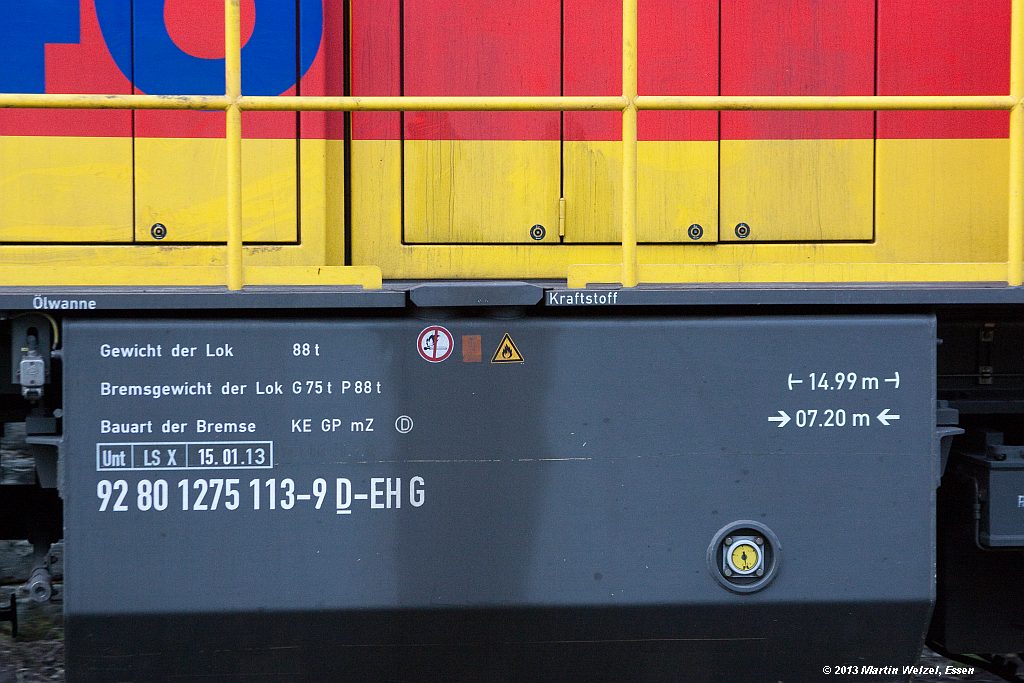 Ölwanne
Kraftstoff
Gewicht der Lok 88 t
Bremsgewicht der Lok G 75 t P 88 t
Bauart der Bremse KE GP mZ Ⓓ
Unt LS X 15.01.13
92 80 1275 113-9 D-EH G
14.99 m
07.20 m
© 2013 Martin Welzel, Essen